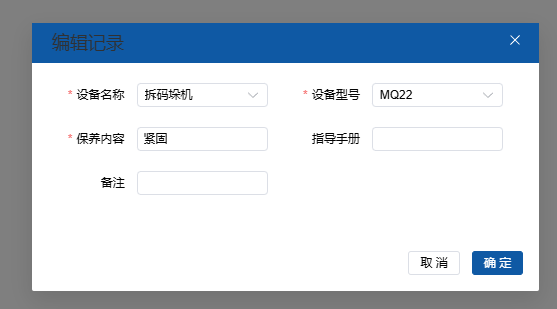 编辑记录
* 设备名称 拆码垛机 * 设备型号 MQ22
* 保养内容 紧固 指导手册
备注
取 消 确 定